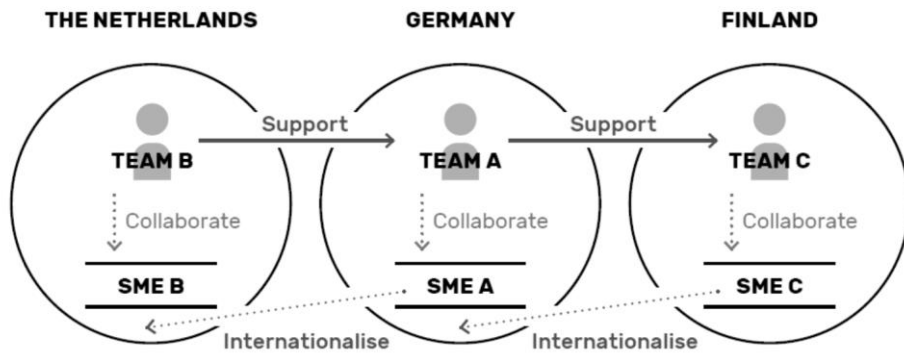 THE NETHERLANDS
GERMANY
FINLAND
Support
Support
TEAM B
TEAM A
TEAM C
Collaborate
Collaborate
Collaborate
SME B
SME A
SME C
Internationalise
Internationalise